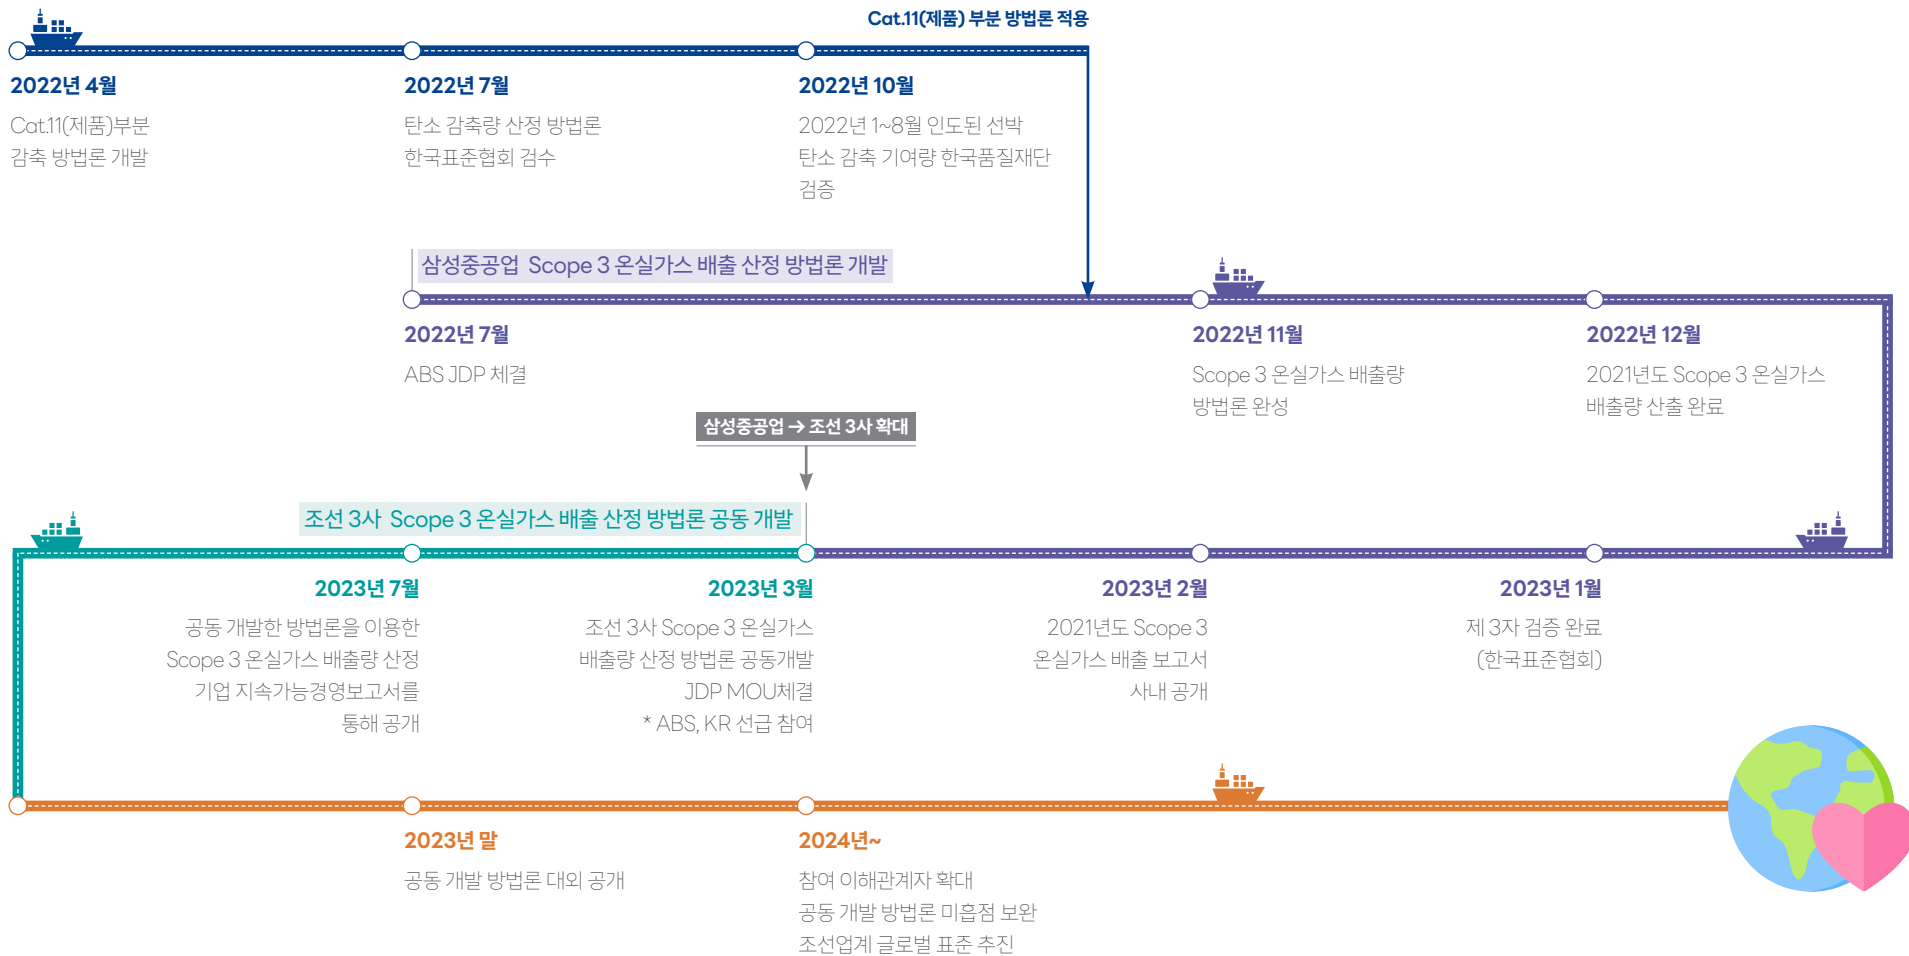 Cat.11(제품) 부분 방법론 적용
2022년 4월
Cat.11(제품)부분
감축 방법론 개발
2022년 7월
탄소 감축량 산정 방법론
한국표준협회 검수
2022년 10월
2022년 1~8월 인도된 선박
탄소 감축 기여량 한국품질재단
검증
삼성중공업 Scope 3 온실가스 배출 산정 방법론 개발
2022년 7월
ABS JDP 체결
2022년 11월
Scope 3 온실가스 배출량
방법론 완성
2022년 12월
2021년도 Scope 3 온실가스
배출량 산출 완료
삼성중공업 → 조선 3사 확대
조선 3사 Scope 3 온실가스 배출 산정 방법론 공동 개발
2023년 1월
제 3자 검증 완료
(한국표준협회)
2023년 2월
2021년도 Scope 3
온실가스 배출 보고서
사내 공개
2023년 3월
조선 3사 Scope 3 온실가스
배출량 산정 방법론 공동개발
JDP MOU체결
* ABS, KR 선급 참여
2023년 7월
공동 개발한 방법론을 이용한
Scope 3 온실가스 배출량 산정
기업 지속가능경영보고서를
통해 공개
2023년 말
공동 개발 방법론 대외 공개
2024년~
참여 이해관계자 확대
공동 개발 방법론 미흡점 보완
조선업계 글로벌 표준 추진